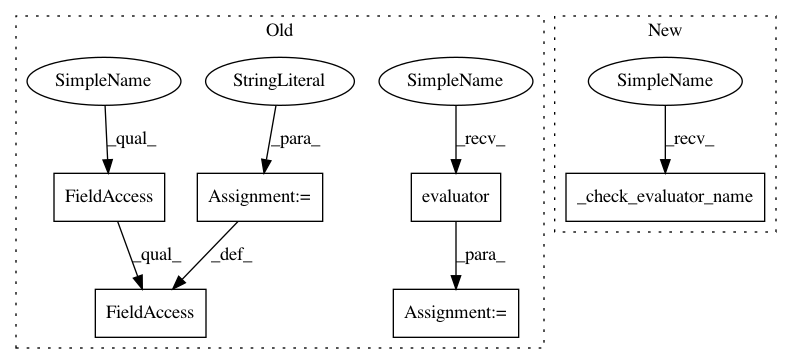 Old
New
SimpleName
StringLiteral
SimpleName
SimpleName
_qual_
_para_
_recv_
_recv_
FieldAccess
Assignment:=
evaluator
_check_evaluator_name
_qual_
_def_
_para_
FieldAccess
Assignment:=